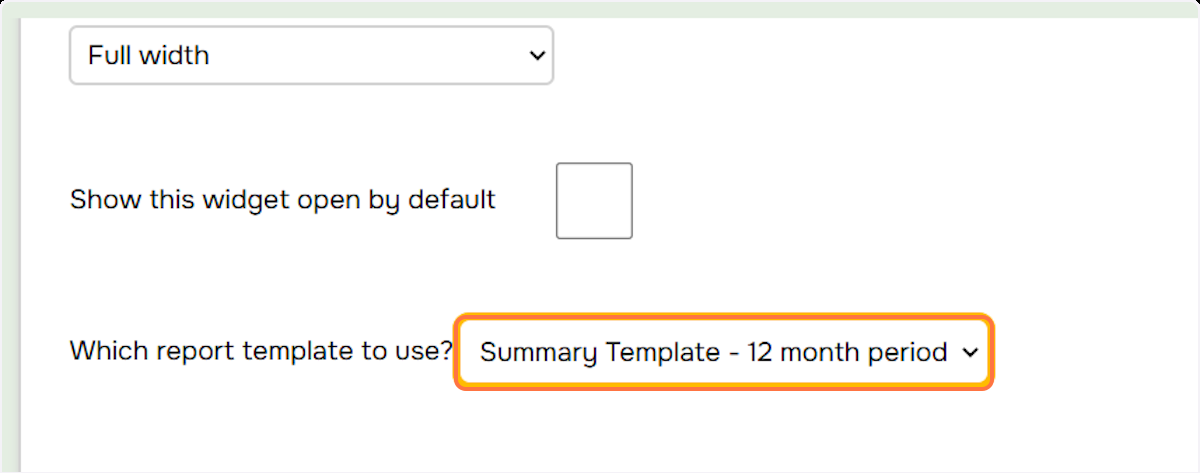 Full width
Show this widget open by default
Which report template to use? Summary Template - 12 month period